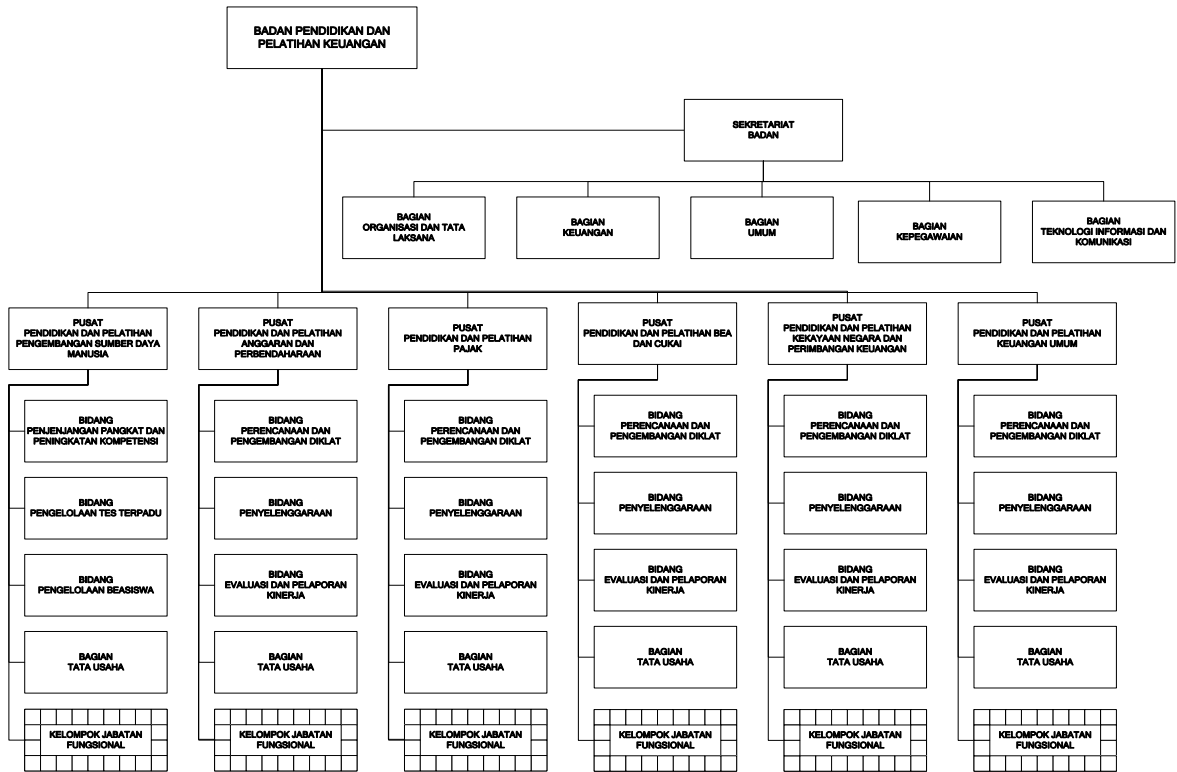 BADAN PENDIDIKAN DAN
PELATIHAN KEUANGAN
SEKRETARIAT
BADAN
BAGIAN
ORGANISASI DAN TATA
LAKSANA
BAGIAN
KEUANGAN
BAGIAN
UMUM
BAGIAN
KEPEGAWAIAN
BAGIAN
TEKNOLOGI INFORMASI DAN
KOMUNIKASI
PUSAT
PENDIDIKAN DAN PELATIHAN
PENGEMBANGAN SUMBER DAYA
MANUSIA
PUSAT
PENDIDIKAN DAN PELATIHAN
ANGGARAN DAN
PERBENDAHARAAN
PUSAT
PENDIDIKAN DAN PELATIHAN
PAJAK
PUSAT
PENDIDIKAN DAN PELATIHAN BEA
DAN CUKAI
PUSAT
PENDIDIKAN DAN PELATIHAN
KEKAYAAN NEGARA DAN
PERIMBANGAN KEUANGAN
PUSAT
PENDIDIKAN DAN PELATIHAN
KEUANGAN UMUM
BIDANG
PENJENJANGAN PANGKAT DAN
PENINGKATAN KOMPETENSI
BIDANG
PERENCANAAN DAN
PENGEMBANGAN DIKLAT
BIDANG
PERENCANAAN DAN
PENGEMBANGAN DIKLAT
BIDANG
PERENCANAAN DAN
PENGEMBANGAN DIKLAT
BIDANG
PERENCANAAN DAN
PENGEMBANGAN DIKLAT
BIDANG
PERENCANAAN DAN
PENGEMBANGAN DIKLAT
BIDANG
PENGELOLAAN TES TERPADU
BIDANG
PENYELENGGARAAN
BIDANG
PENYELENGGARAAN
BIDANG
PENYELENGGARAAN
BIDANG
PENYELENGGARAAN
BIDANG
PENYELENGGARAAN
BIDANG
PENGELOLAAN BEASISWA
BIDANG
EVALUASI DAN PELAPORAN
KINERJA
BIDANG
EVALUASI DAN PELAPORAN
KINERJA
BIDANG
EVALUASI DAN PELAPORAN
KINERJA
BIDANG
EVALUASI DAN PELAPORAN
KINERJA
BIDANG
EVALUASI DAN PELAPORAN
KINERJA
BAGIAN
TATA USAHA
BAGIAN
TATA USAHA
BAGIAN
TATA USAHA
BAGIAN
TATA USAHA
BAGIAN
TATA USAHA
BAGIAN
TATA USAHA
KELOMPOK JABATAN
FUNGSIONAL
KELOMPOK JABATAN
FUNGSIONAL
KELOMPOK JABATAN
FUNGSIONAL
KELOMPOK JABATAN
FUNGSIONAL
KELOMPOK JABATAN
FUNGSIONAL
KELOMPOK JABATAN
FUNGSIONAL